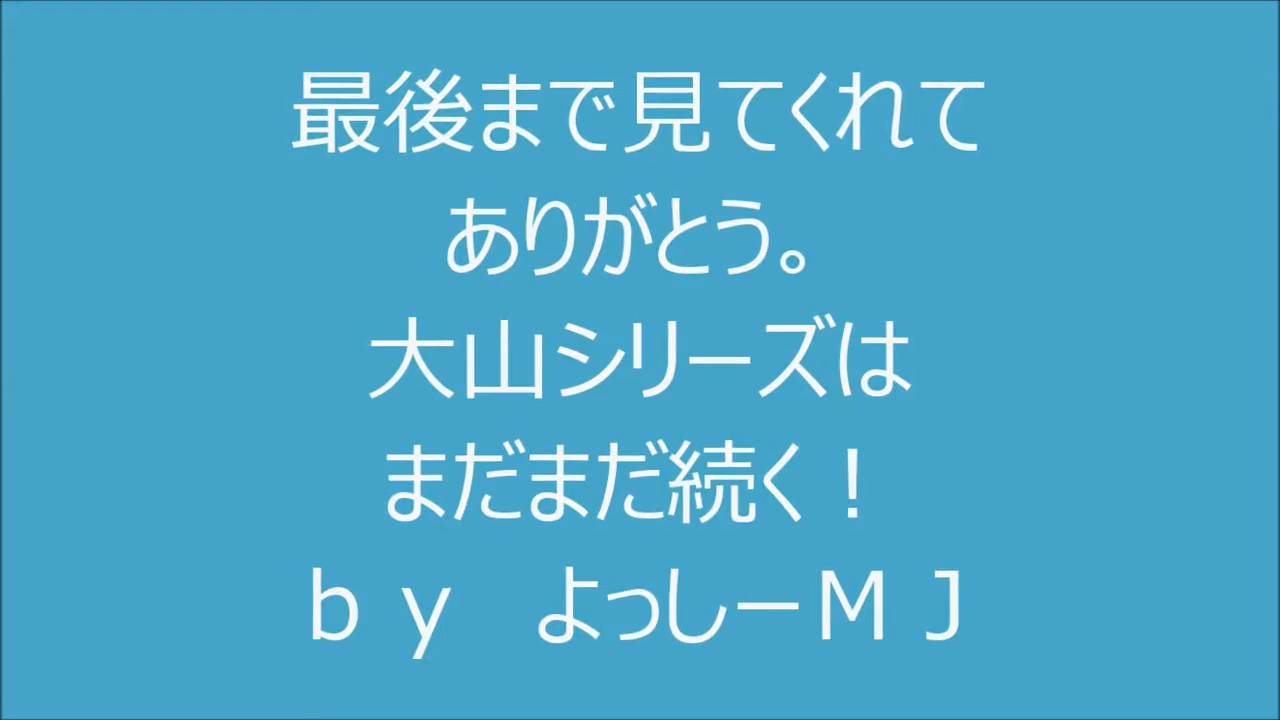 最後まで見てくれて
ありがとう。
大山シリーズは
まだまだ続く！
ｂｙ　よっしーＭＪ